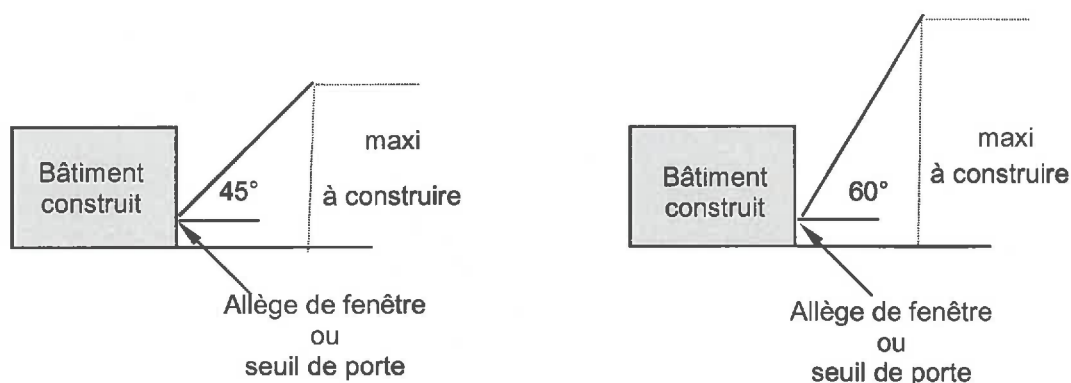 Bâtiment
construit
45°
maxi
à construire
Allège de fenêtre
ou
seuil de porte
Bâtiment
construit
60°
maxi
à construire
Allège de fenêtre
ou
seuil de porte